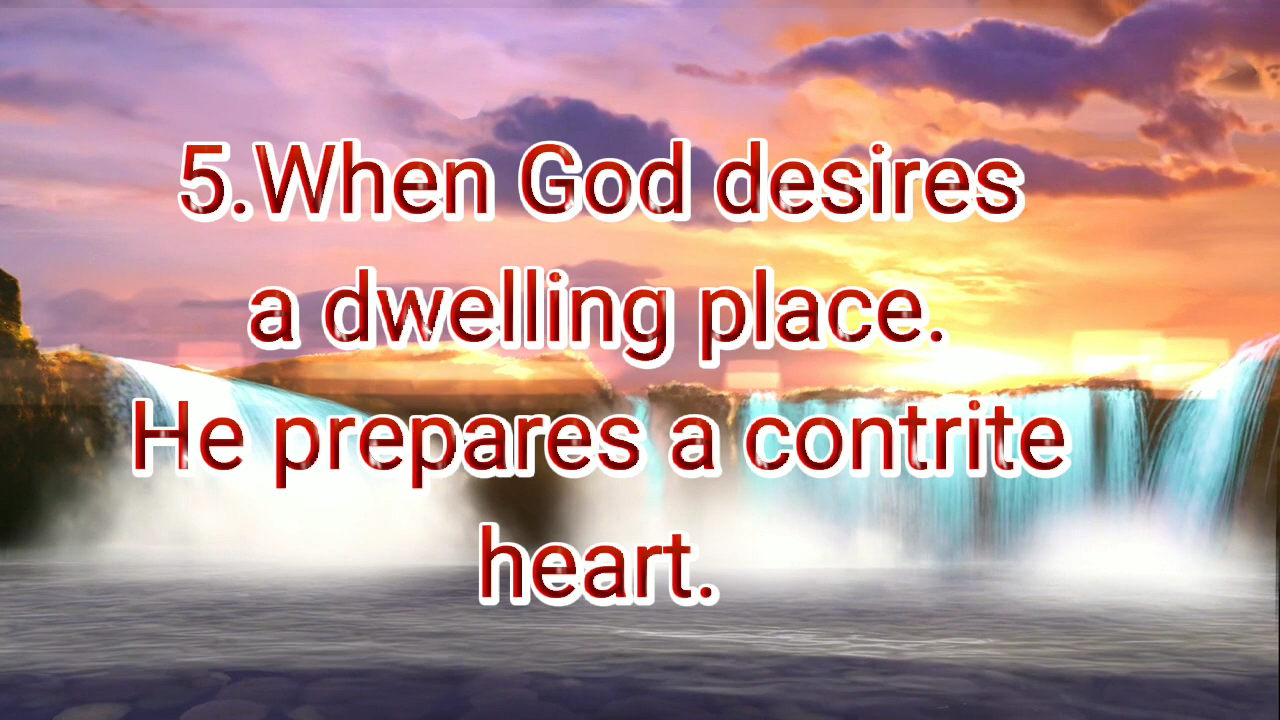 5.When God desires
a dwelling place.
He prepares a contrite
heart.